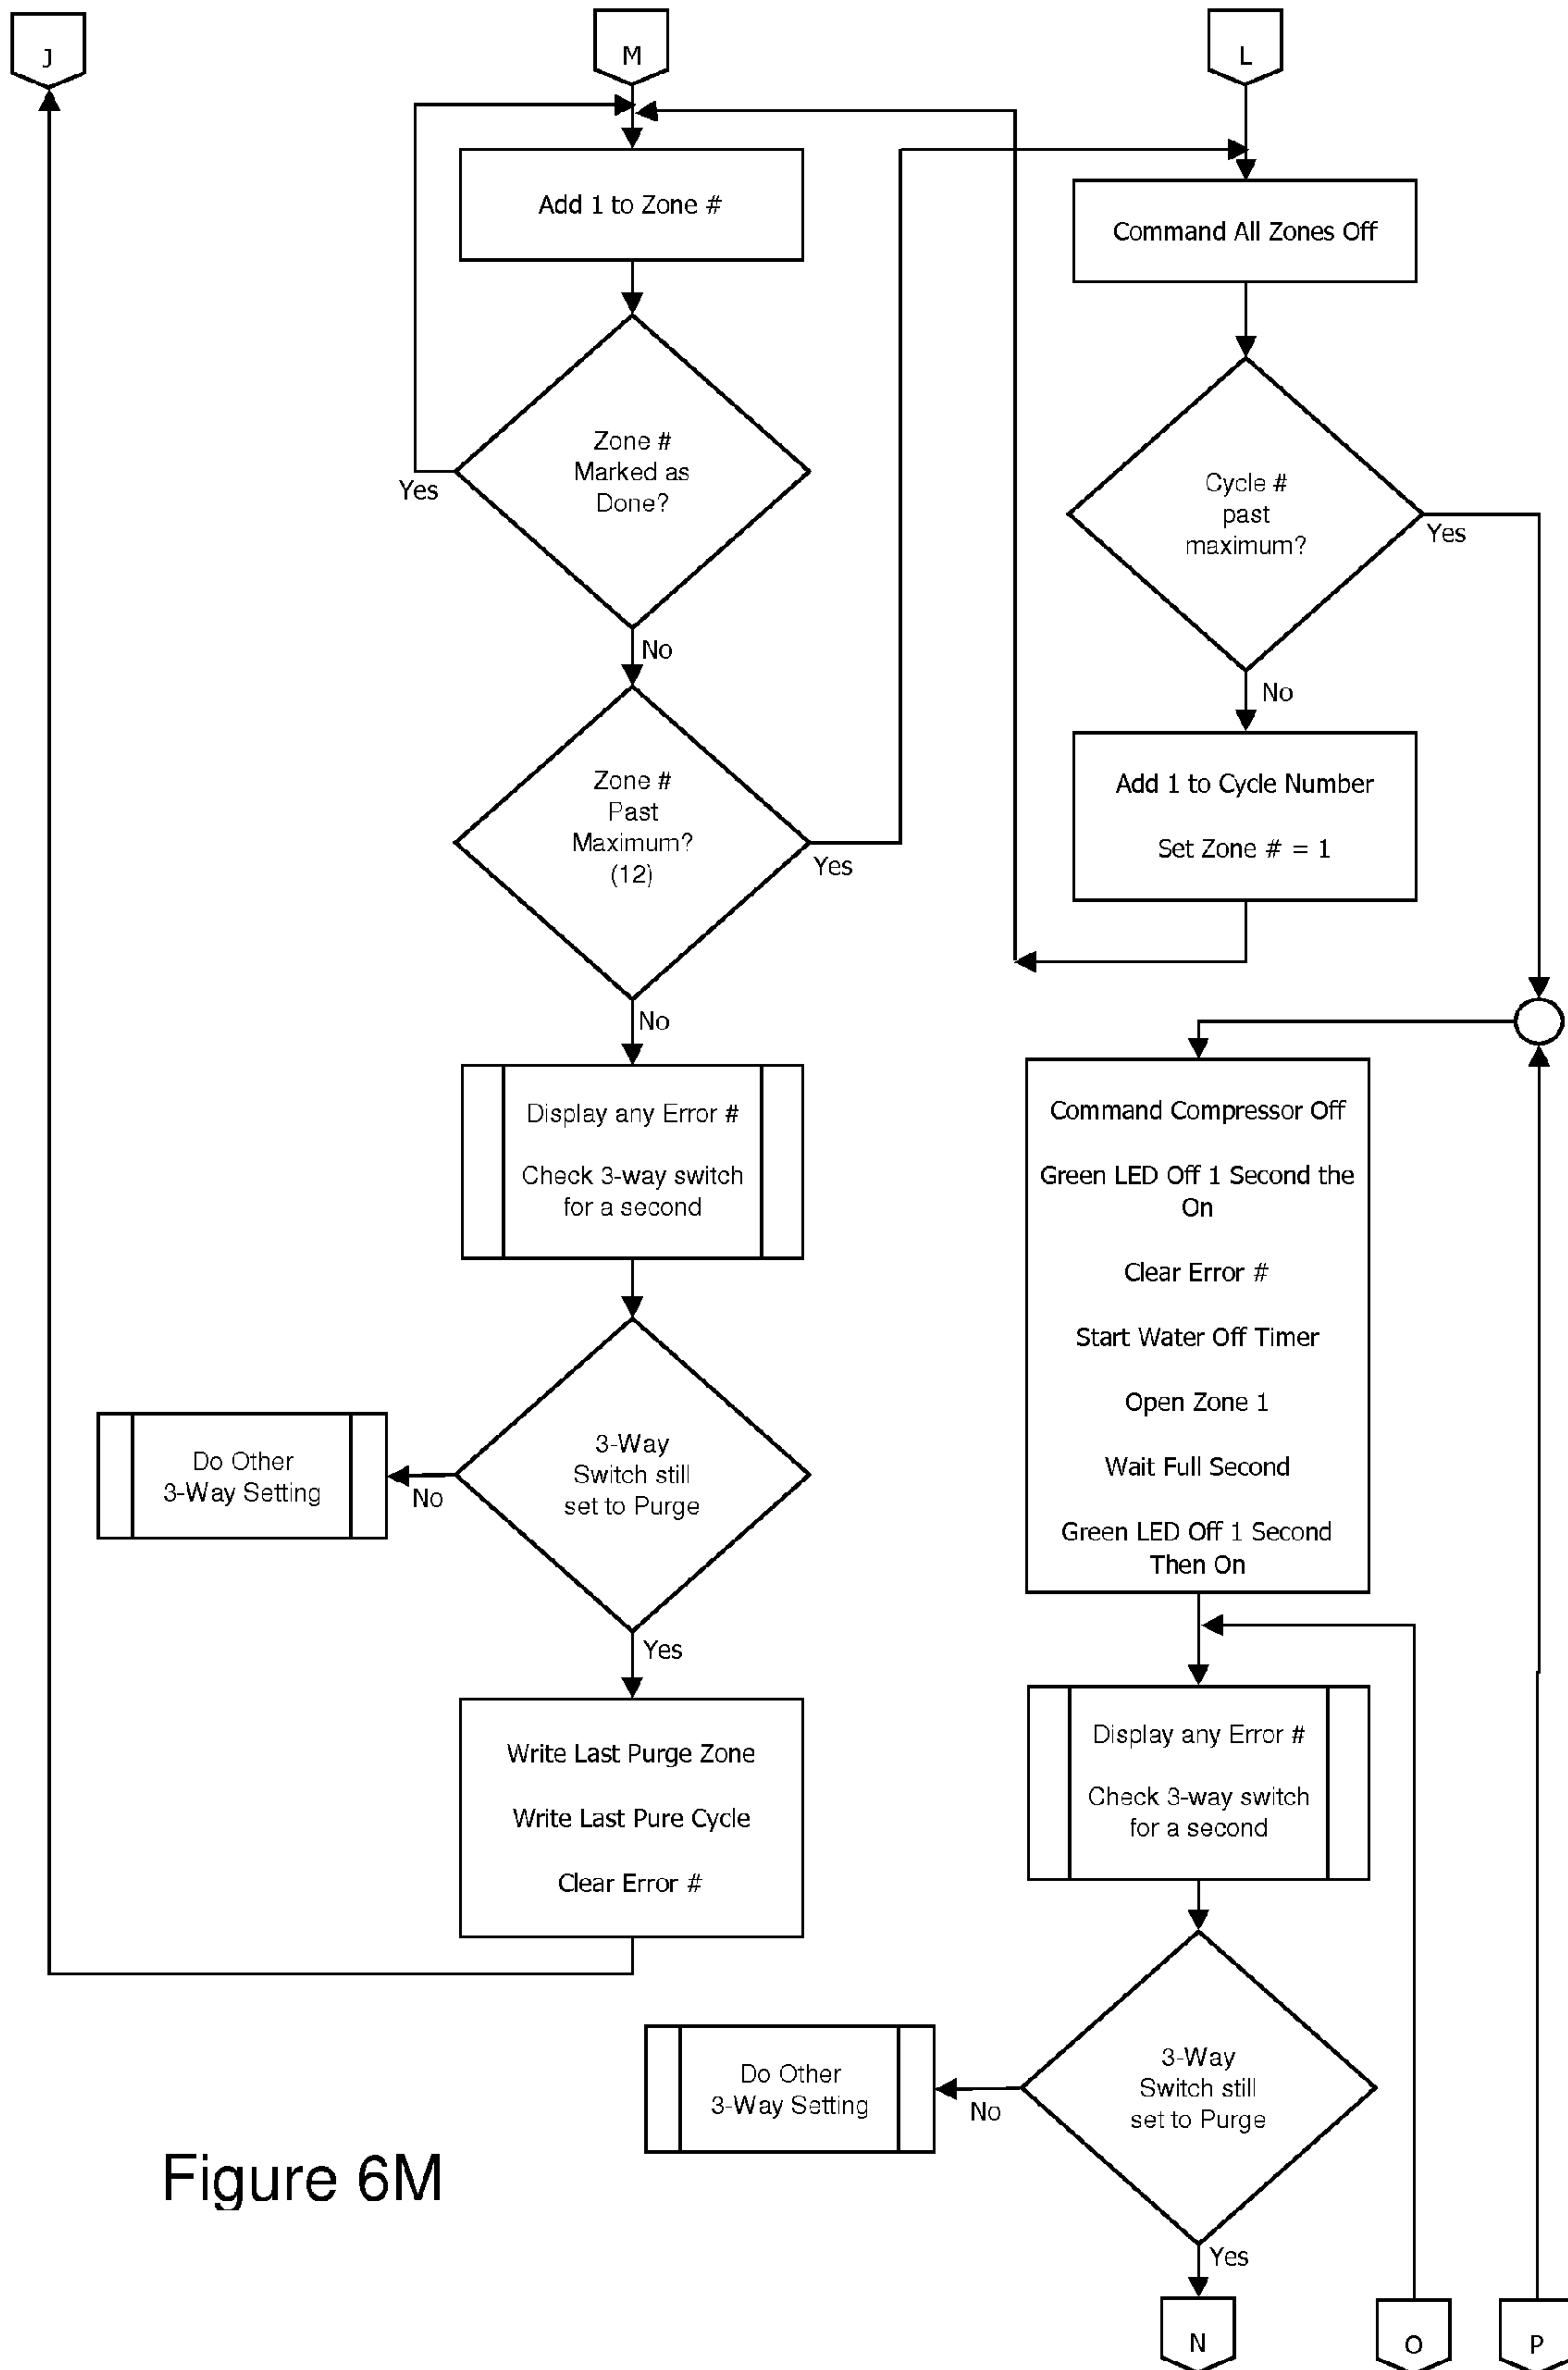 J
M
L
Add 1 to Zone #
Command All Zones Off
Zone #
Marked as
Done?
Yes
No
Cycle #
past
maximum?
Yes
No
Zone #
Past
Maximum?
(12)
Yes
No
Add 1 to Cycle Number
Set Zone # = 1
Display any Error #
Check 3-way switch
for a second
Command Compressor Off
Green LED Off 1 Second the
On
Clear Error #
Start Water Off Timer
Open Zone 1
Wait Full Second
Green LED Off 1 Second
Then On
3-Way
Switch still
set to Purge
No
Do Other
3-Way Setting
Yes
Write Last Purge Zone
Write Last Pure Cycle
Clear Error #
Display any Error #
Check 3-way switch
for a second
3-Way
Switch still
set to Purge
No
Do Other
3-Way Setting
Yes
Figure 6M
N
O
P